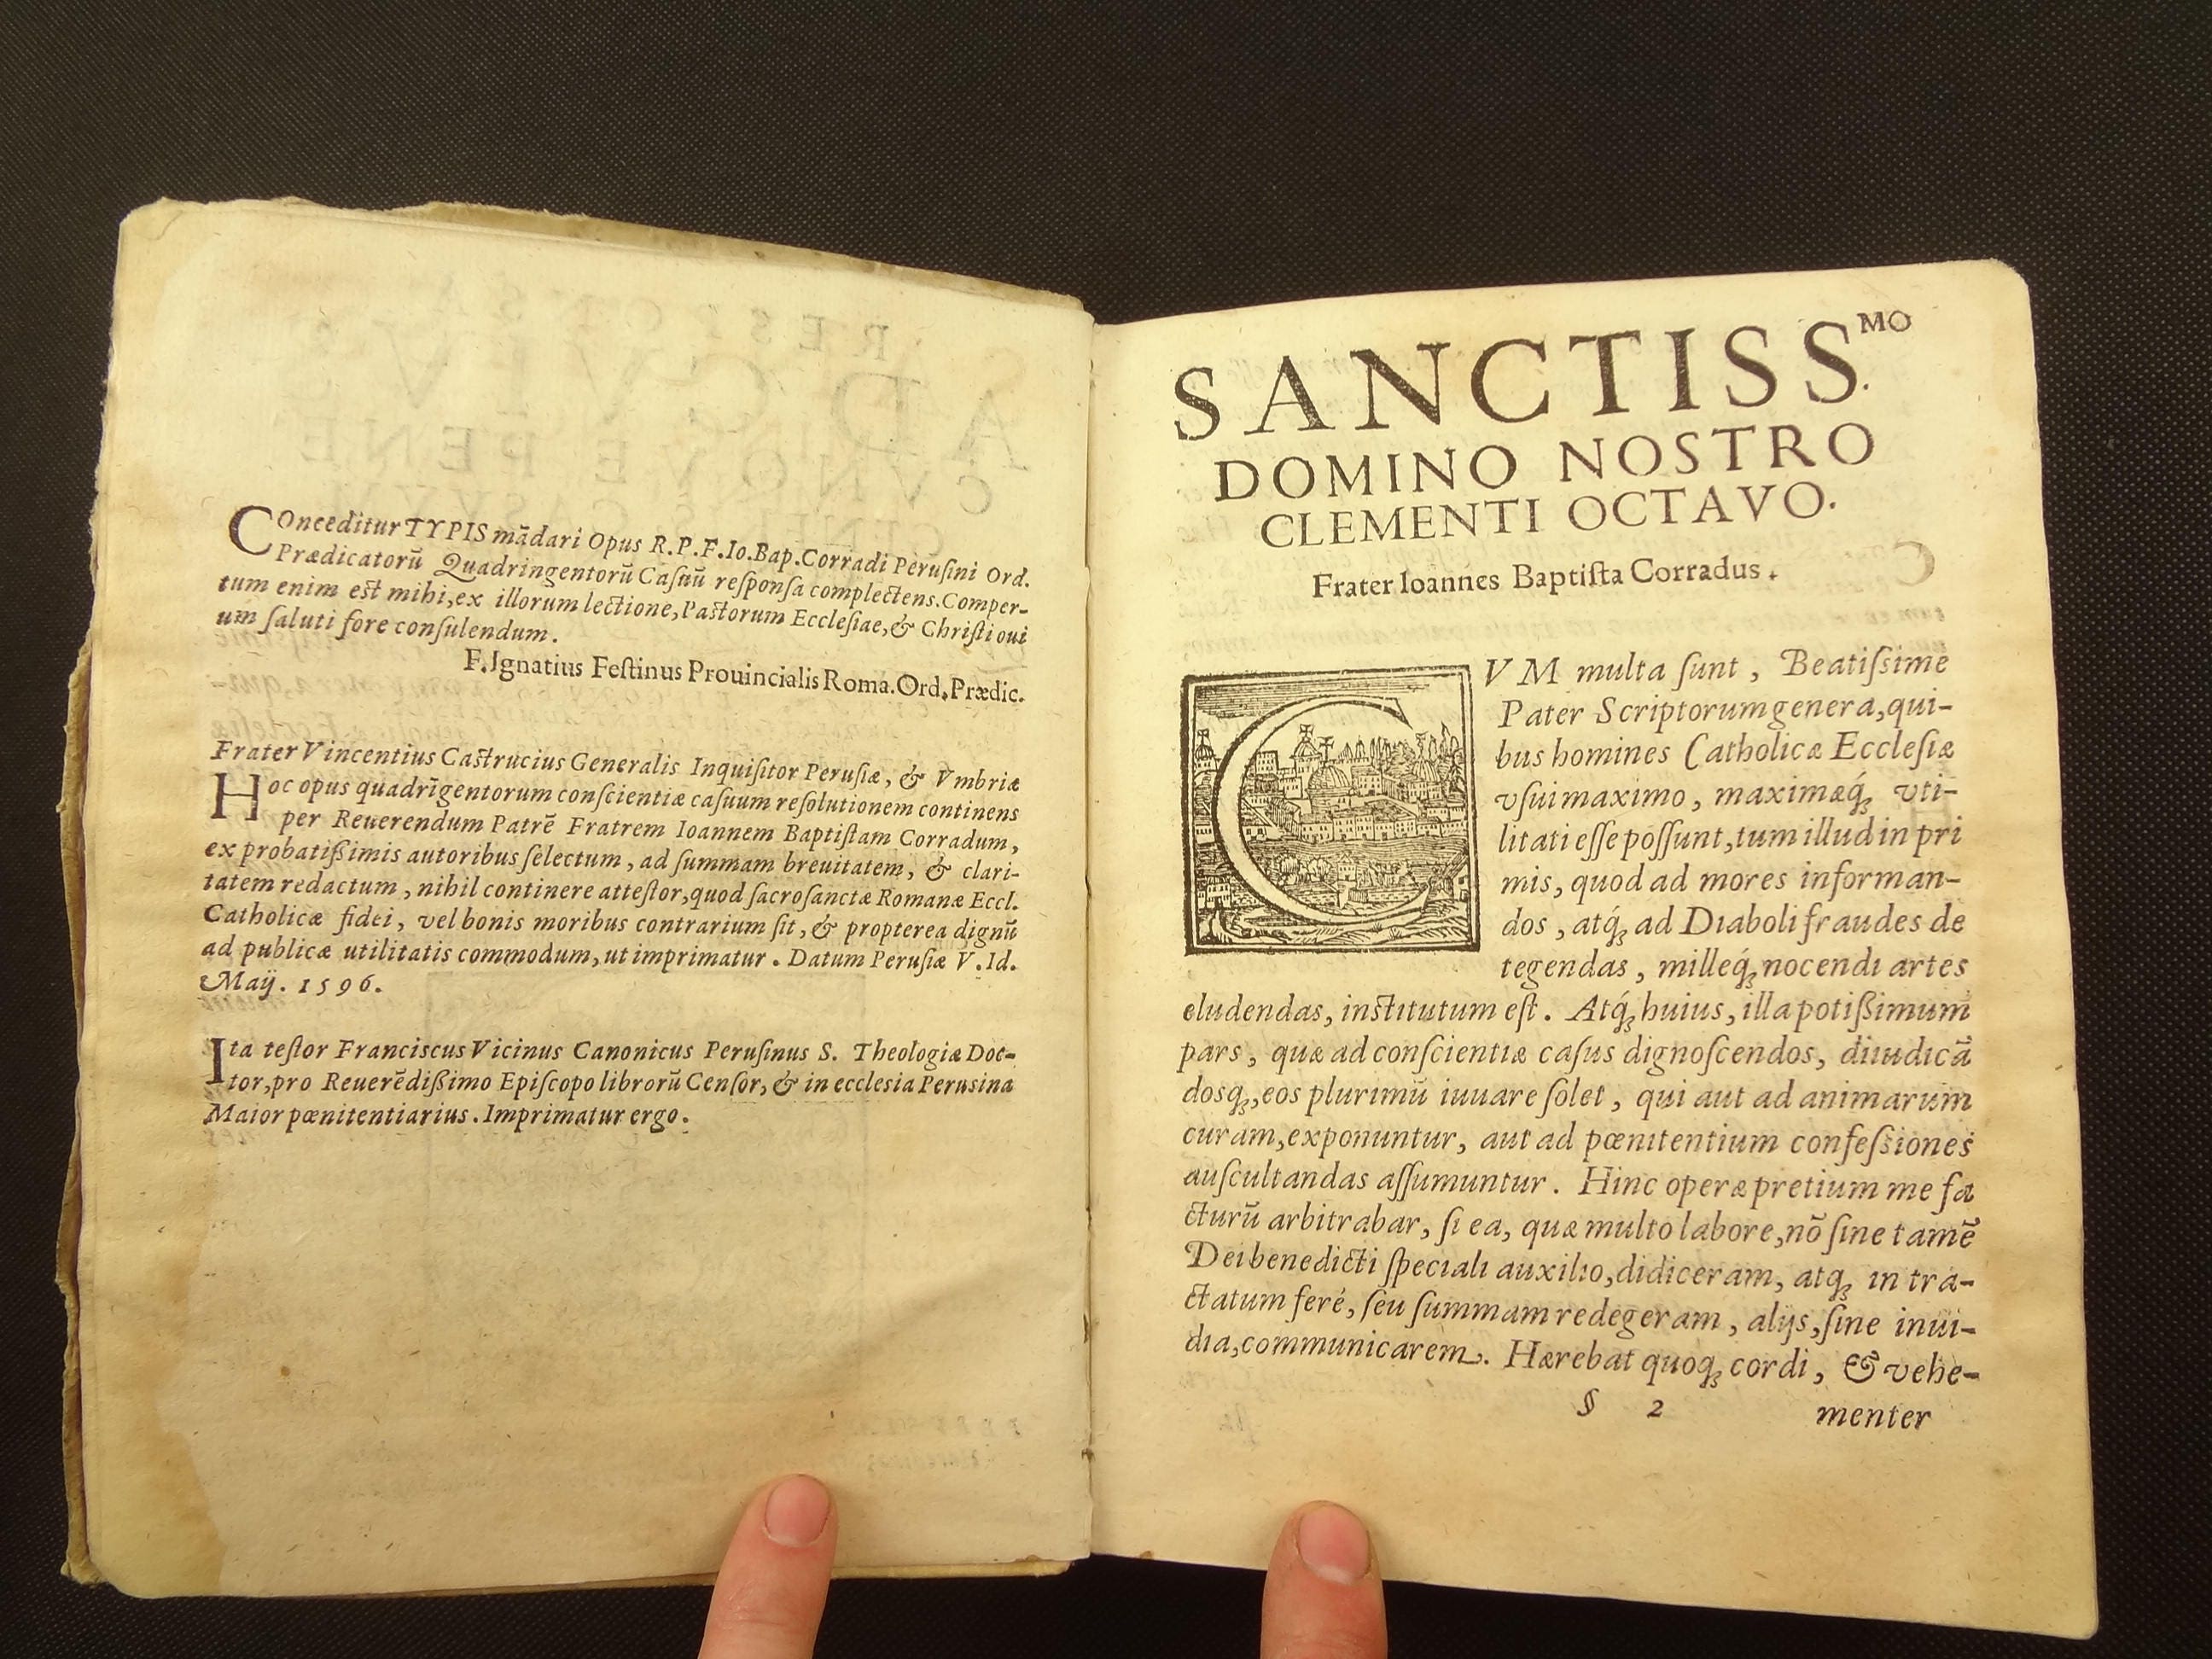 COnceditur TYPIS mādari Opus R.P.F.Io.Bap.Corradi Perusini Ord.
Prædicatorū Quadringentorū Casuū responsa complectens.Comper-
tum enim est mihi,ex illorum lectione,Pastorum Ecclesiae,& Christi oui
um saluti fore consulendum.
F.Ignatius Festinus Prouincialis Roma.Ord.Prædic.
Frater Vincentius Castrucius Generalis Inquisitor Perusiæ, & Vmbriæ
Hoc opus quadrīgentorum conscientiæ casuum resolutionem continens
per Reuerendum Patrē Fratrem Ioannem Baptistam Corradum,
ex probatißimis autoribus selectum, ad summam breuitatem, & clari-
tatem redactum, nihil continere attestor,quod sacrosanctæ Romanæ Eccl.
Catholicæ fidei, vel bonis moribus contrarium sit, & propterea dignū
ad publicæ utilitatis commodum, ut imprimatur. Datum Perusiæ V.Id.
Maij. 1596.
Ita testor Franciscus Vicinus Canonicus Perusinus S. Theologiæ Doc-
tor,pro Reuerēdißimo Episcopo librorū Censor, & in ecclesia Perusina
Maior pœnitentiarius. Imprimatur ergo.
SANCTISS.MO
DOMINO NOSTRO
CLEMENTI OCTAVO.
Frater Ioannes Baptista Corradus.
CVM multa sunt, Beatissime
Pater Scriptorum genera,qui-
bus homines Catholicæ Ecclesiæ
vsui maximo, maximæq́; vti-
litati esse possunt,tum illud in pri
mis, quod ad mores informan-
dos, atq́; ad Diaboli fraudes de
tegendas, milleq́; nocendi artes
eludendas, institutum est. Atq́; huius, illa potißimum
pars, quæ ad conscientiæ casus dignoscendos, diiudicā
dosq;,eos plurimū iuuare solet, qui aut ad animarum
curam,exponuntur, aut ad pœnitentium confessiones
auscultandas assumuntur. Hinc operæ pretium me fa
cturū arbitrabar, si ea, quæ multo labore,nō sine tamē
Dei benedicti speciali auxilio,didiceram, atq; in tra-
ctatum ferè, seu summam redegeram, alijs,sine inui-
dia,communicarem. Hærebat quoq; cordi, & vehe-
§ 2 menter